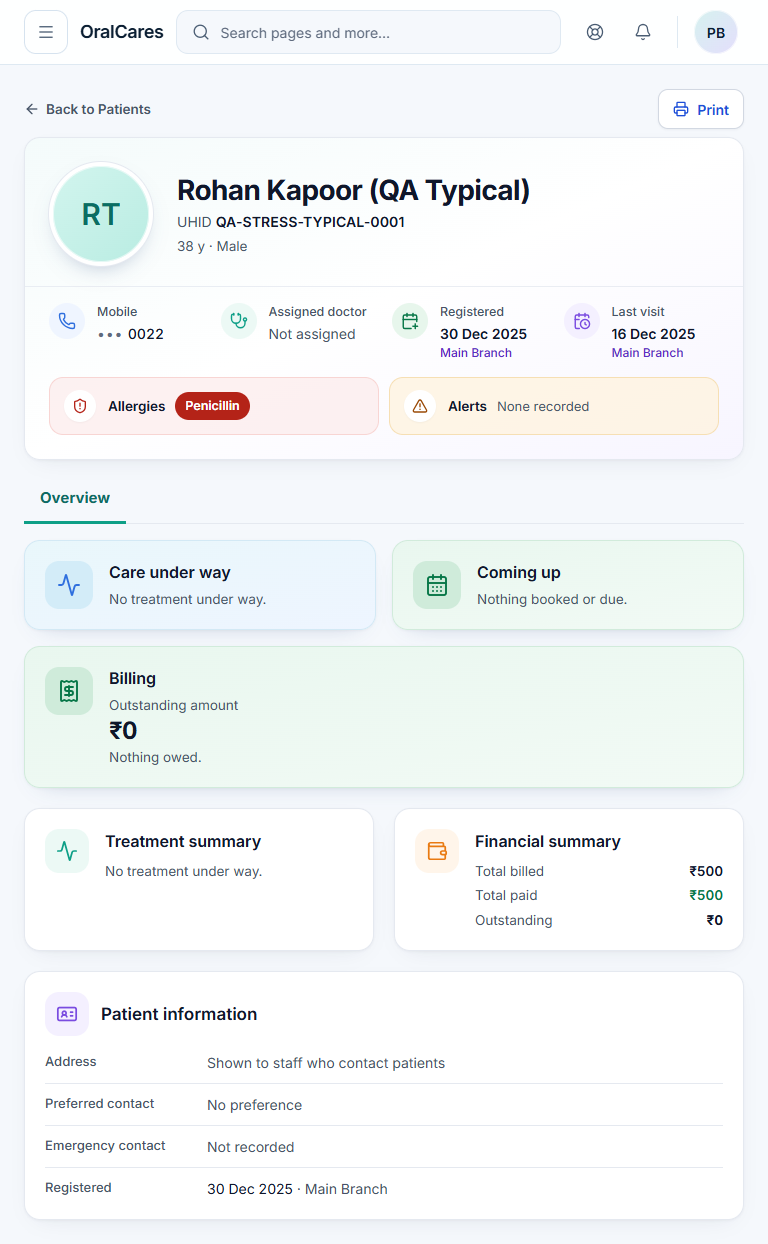 OralCares
Search pages and more...
PB
Back to Patients
Print
RT
Rohan Kapoor (QA Typical)
UHID QA-STRESS-TYPICAL-0001
38 y · Male
Mobile
••• 0022
Assigned doctor
Not assigned
Registered
30 Dec 2025
Main Branch
Last visit
16 Dec 2025
Main Branch
Allergies Penicillin
Alerts None recorded
Overview
Care under way
No treatment under way.
Coming up
Nothing booked or due.
Billing
Outstanding amount
₹0
Nothing owed.
Treatment summary
No treatment under way.
Financial summary
Total billed ₹500
Total paid ₹500
Outstanding ₹0
Patient information
Address Shown to staff who contact patients
Preferred contact No preference
Emergency contact Not recorded
Registered 30 Dec 2025 · Main Branch